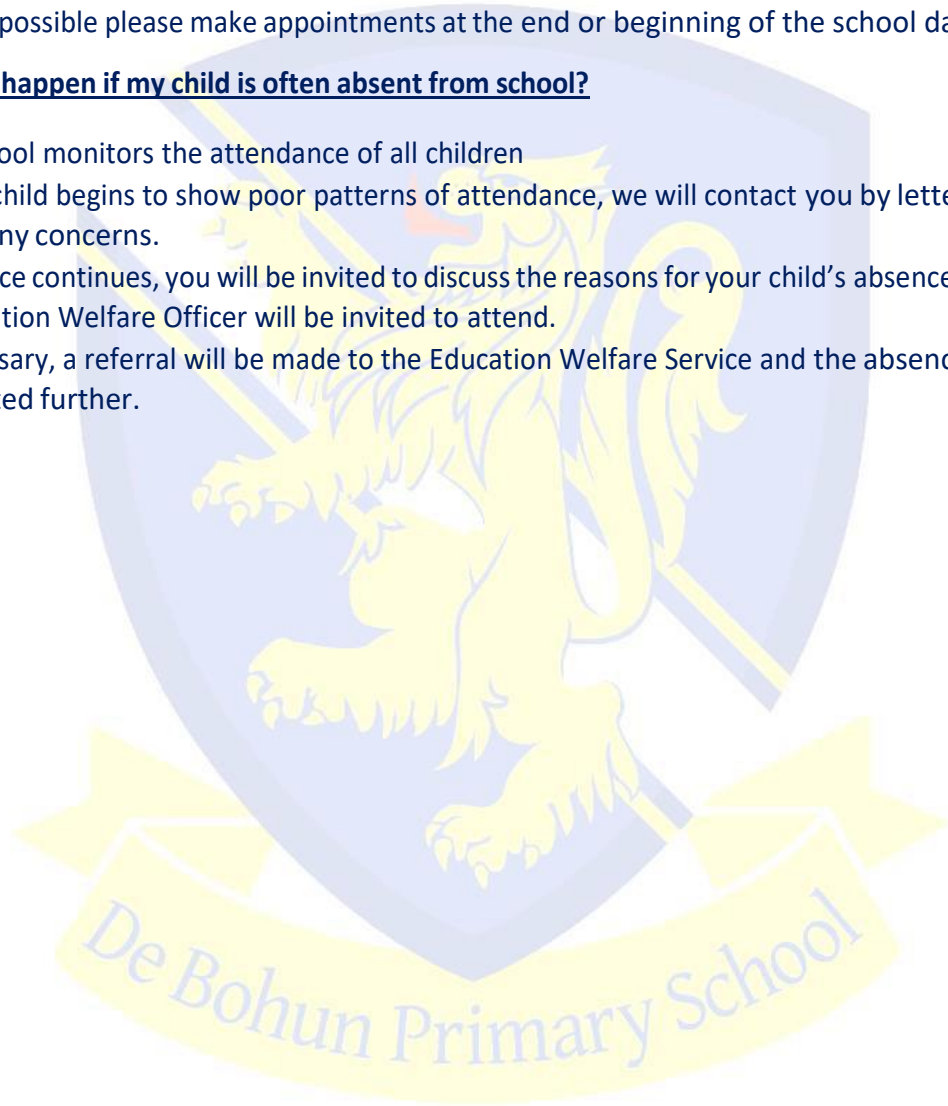 possible please make appointments at the end or beginning of the school da
happen if my child is often absent from school?
ool monitors the attendance of all children
child begins to show poor patterns of attendance, we will contact you by lette
ny concerns.
ce continues, you will be invited to discuss the reasons for your child’s absence
tion Welfare Officer will be invited to attend.
sary, a referral will be made to the Education Welfare Service and the absenc
ted further.
De Bohun Primary School